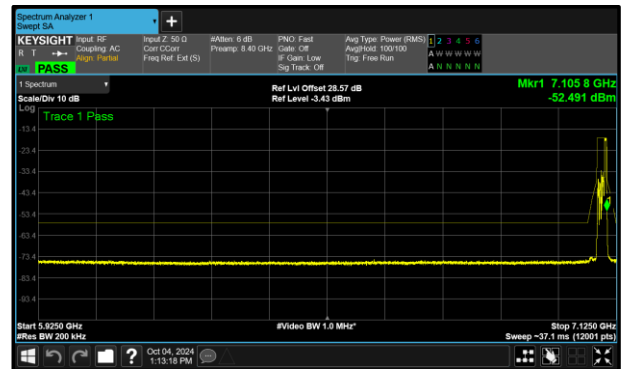 Spectrum Analyzer 1
Swept SA
+
KEYSIGHT Input: RF Input Z: 50 Ω #Atten: 6 dB PNO: Fast Avg Type: Power (RMS) 1 2 3 4 5 6
R T Coupling: AC Corr CCorr Preamp: 8.40 GHz Gate: Off Avg|Hold: 100/100 A W W W W W
Align: Partial Freq Ref: Ext (S) IF Gain: Low Trig: Free Run
PASS Sig Track: Off A N N N N N
1 Spectrum Ref Lvl Offset 28.57 dB Mkr1 7.105 8 GHz
Scale/Div 10 dB Ref Level -3.43 dBm -52.491 dBm
Log
Trace 1 Pass
-13.4
-23.4
-33.4
-43.4
-53.4
-63.4
-73.4
-83.4
-93.4
Start 5.9250 GHz #Video BW 1.0 MHz* Stop 7.1250 GHz
#Res BW 200 kHz Sweep ~37.1 ms (12001 pts)
? Oct 04, 2024
1:13:18 PM